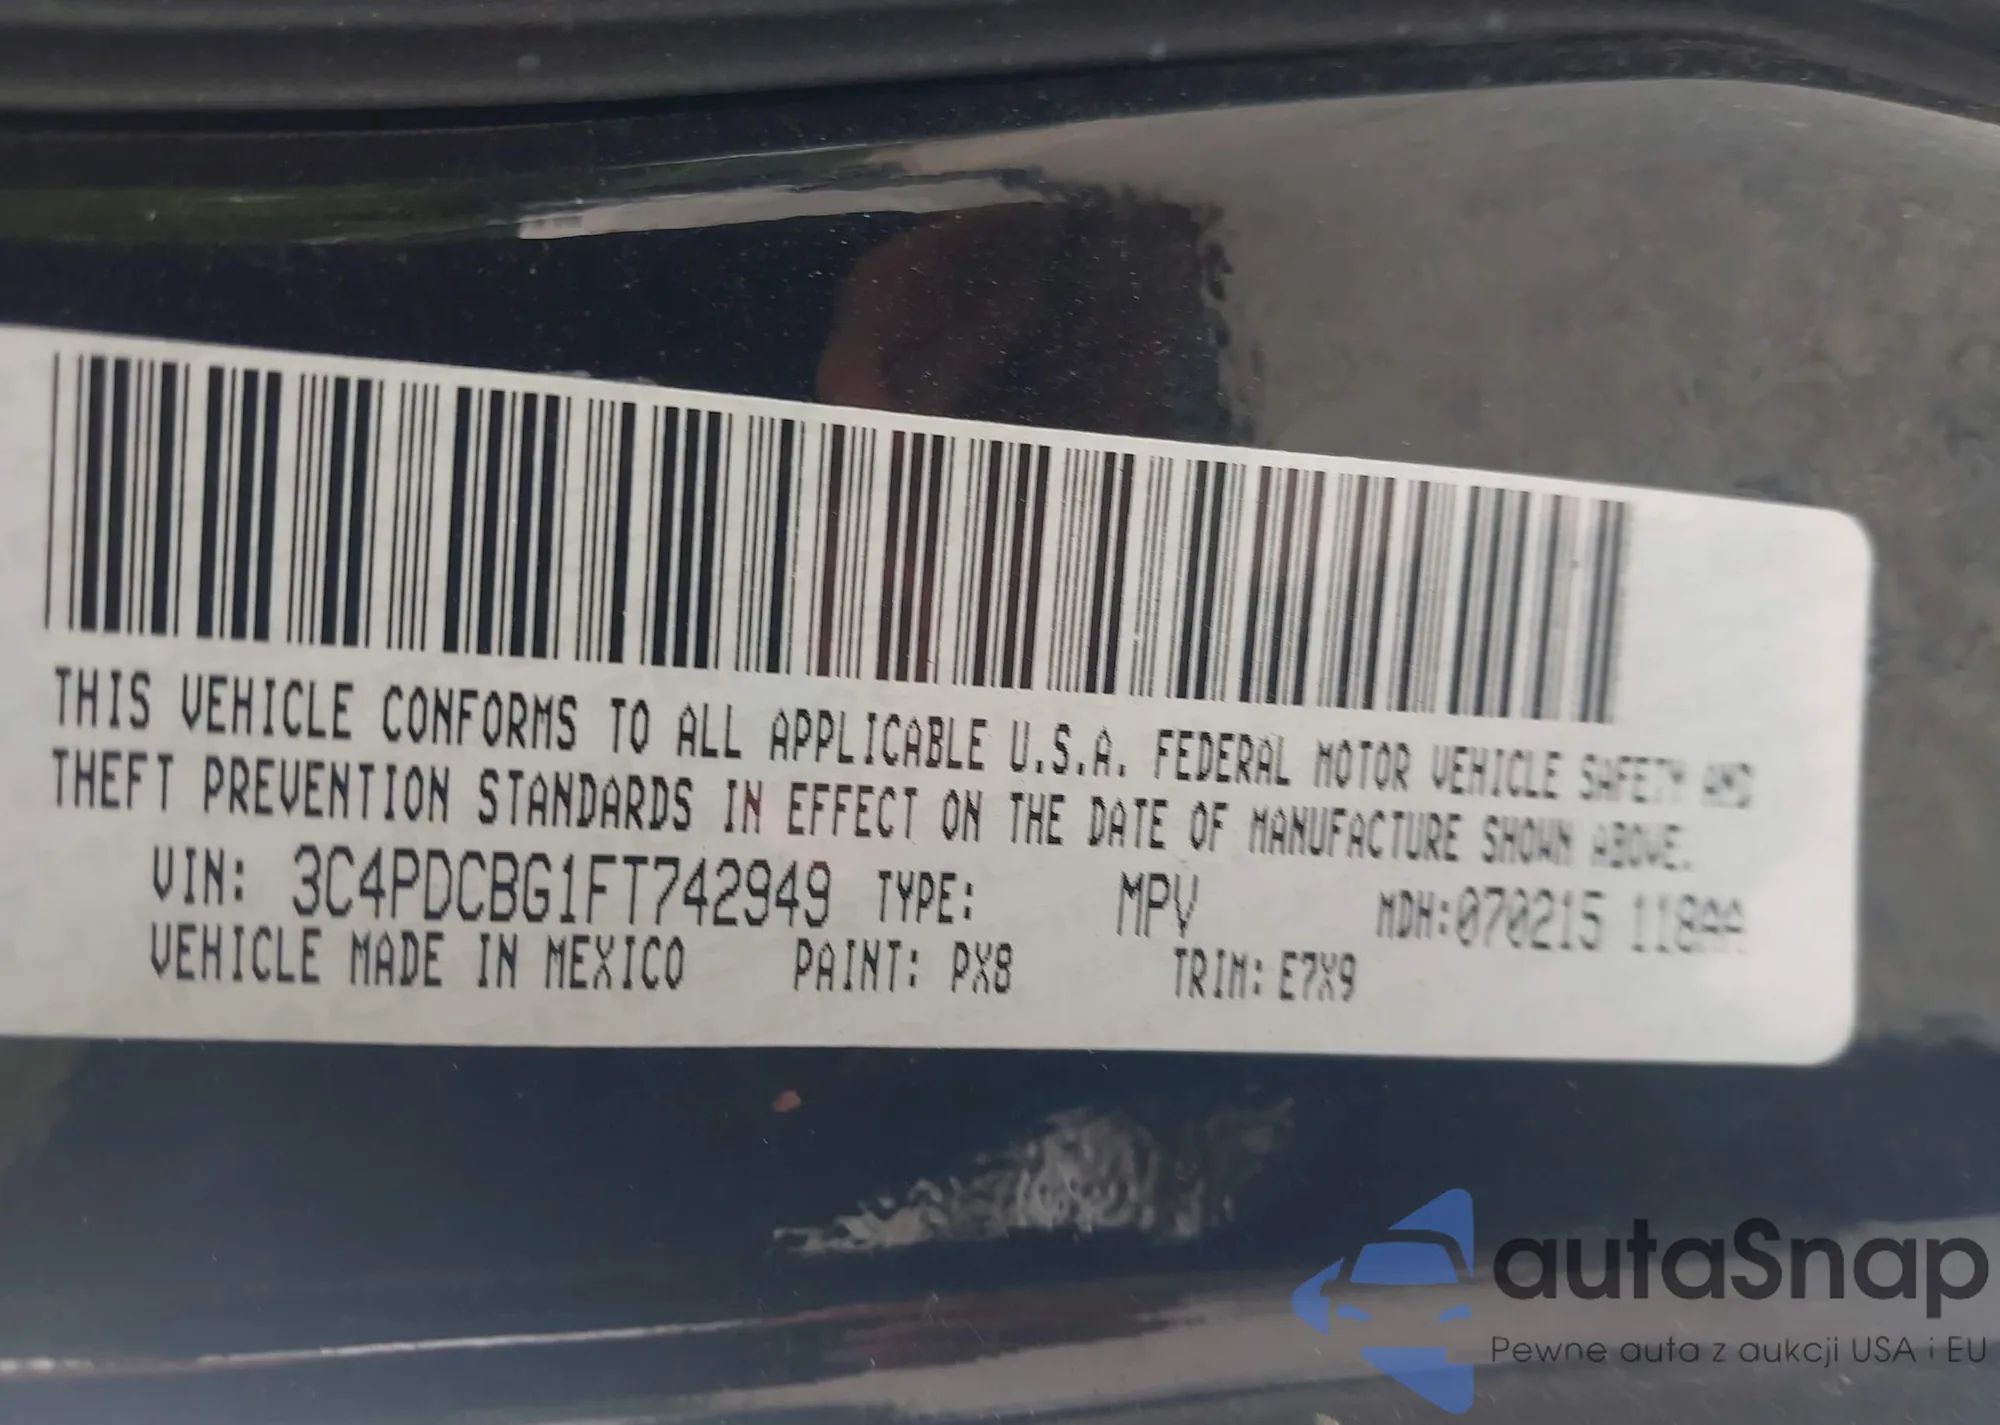 THIS VEHICLE CONFORMS TO ALL APPLICABLE U.S.A. FEDERAL MOTOR VEHICLE SAFETY AND
THEFT PREVENTION STANDARDS IN EFFECT ON THE DATE OF MANUFACTURE SHOWN ABOVE.
VIN: 3C4PDCBG1FT742949 TYPE: MPV MDH:070215 118AA
VEHICLE MADE IN MEXICO PAINT: PX8 TRIM: E7X9
autaSnap
Pewne auta z aukcji USA i EU